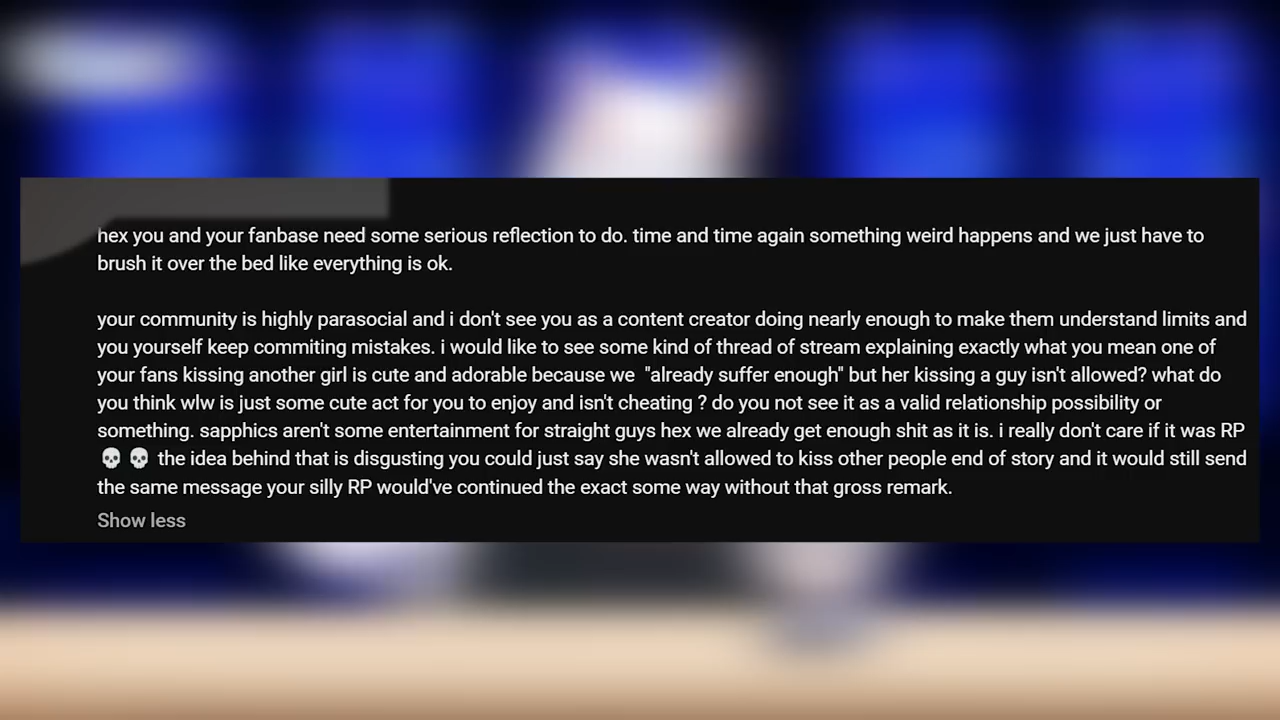 hex you and your fanbase need some serious reflection to do. time and time again something weird happens and we just have to
brush it over the bed like everything is ok.
your community is highly parasocial and i don't see you as a content creator doing nearly enough to make them understand limits and
you yourself keep commiting mistakes. i would like to see some kind of thread of stream explaining exactly what you mean one of
your fans kissing another girl is cute and adorable because we  "already suffer enough" but her kissing a guy isn't allowed? what do
you think wlw is just some cute act for you to enjoy and isn't cheating ? do you not see it as a valid relationship possibility or
something. sapphics aren't some entertainment for straight guys hex we already get enough shit as it is. i really don't care if it was RP
💀 💀 the idea behind that is disgusting you could just say she wasn't allowed to kiss other people end of story and it would still send
the same message your silly RP would've continued the exact some way without that gross remark.
Show less